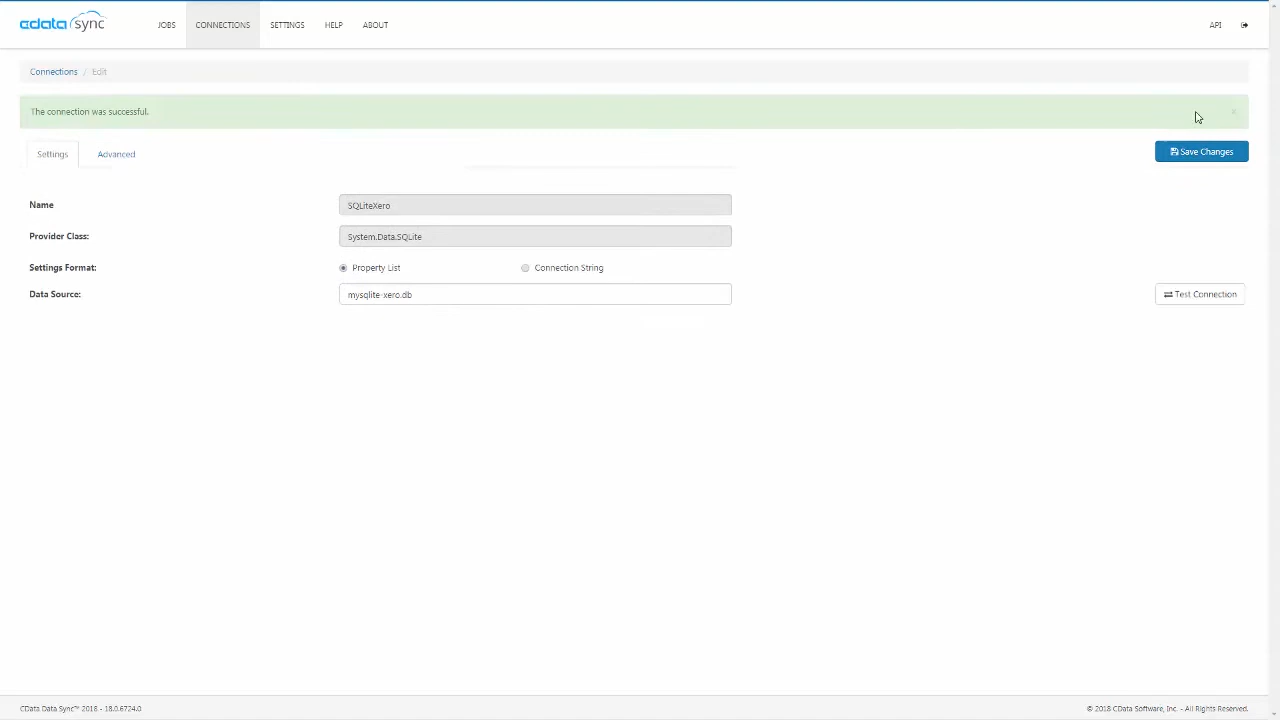 cdata sync JOBS CONNECTIONS SETTINGS HELP ABOUT API
Connections / Edit
The connection was successful. ×
Settings Advanced Save Changes
Name SQLiteXero
Provider Class: System.Data.SQLite
Settings Format: Property List Connection String
Data Source: mysqlite-xero.db Test Connection
CData Data Sync™ 2018 - 18.0.6724.0 © 2018 CData Software, Inc. - All Rights Reserved.